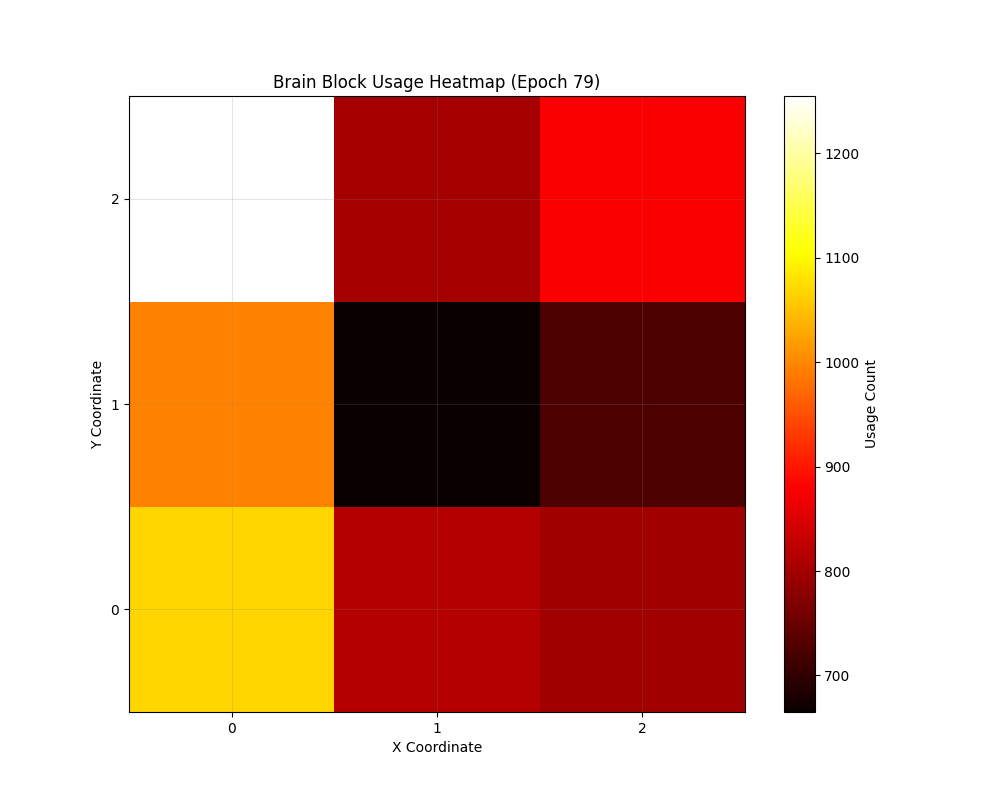 Brain Block Usage Heatmap (Epoch 79)
2
1
0
Y Coordinate
0 1 2
X Coordinate
1200
1100
1000
900
800
700
Usage Count